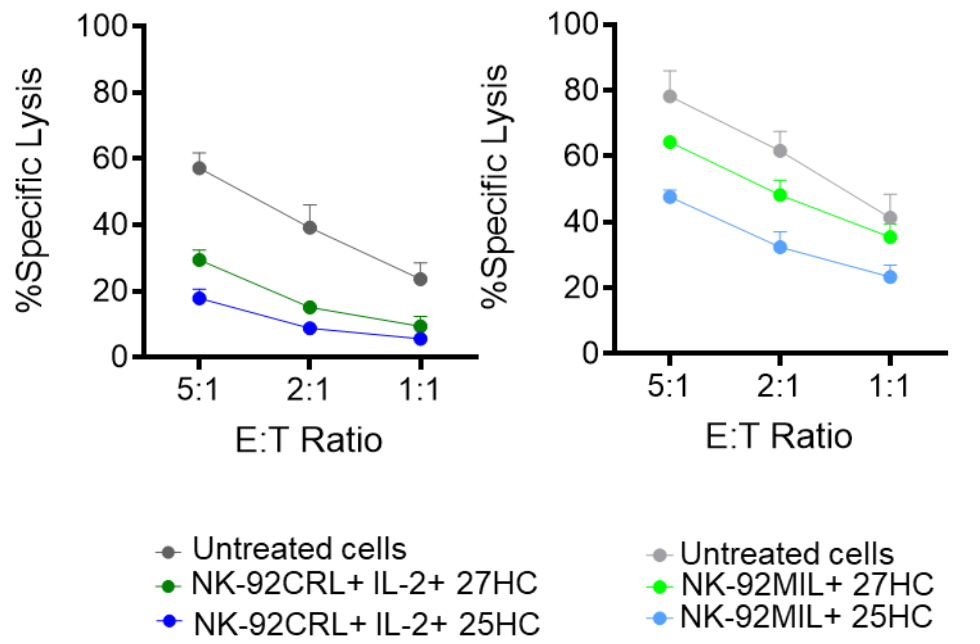 %Specific Lysis
100
80
60
40
20
0
5:1 2:1 1:1
E:T Ratio
%Specific Lysis
100
80
60
40
20
0
5:1 2:1 1:1
E:T Ratio
Untreated cells
NK-92CRL+ IL-2+ 27HC
NK-92CRL+ IL-2+ 25HC
Untreated cells
NK-92MIL+ 27HC
NK-92MIL+ 25HC